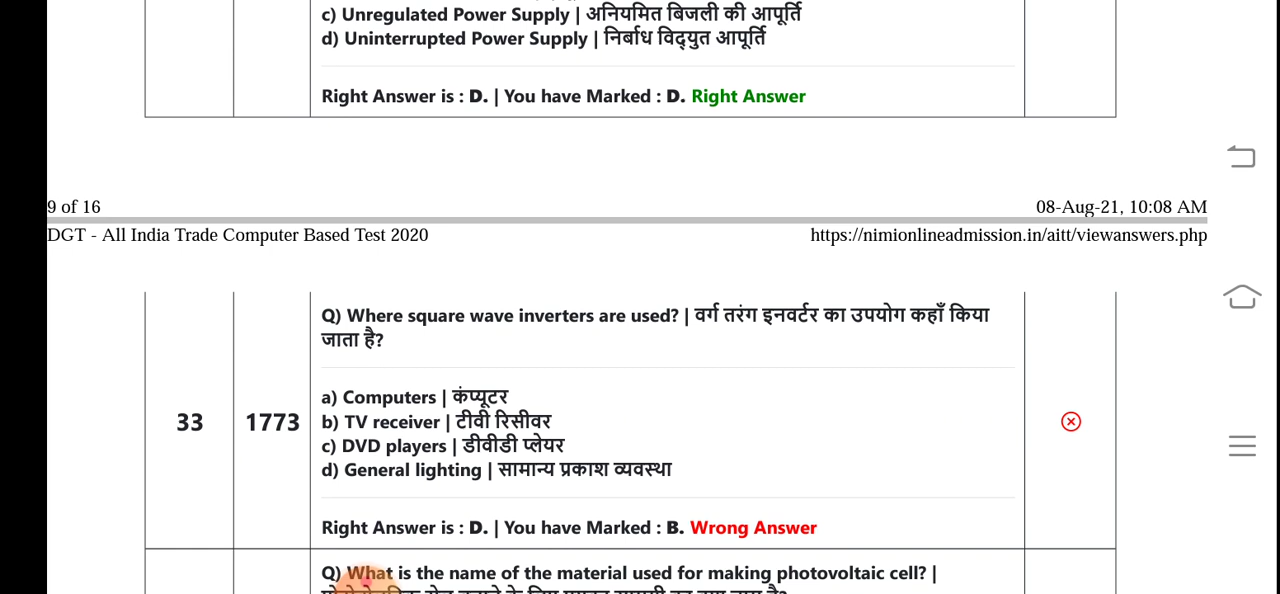 c) Unregulated Power Supply | अनियमित बिजली की आपूर्ति
d) Uninterrupted Power Supply | निर्बाध विद्युत आपूर्ति
Right Answer is : D. | You have Marked : D. Right Answer
9 of 16 08-Aug-21, 10:08 AM
DGT - All India Trade Computer Based Test 2020 https://nimionlineadmission.in/aitt/viewanswers.php
Q) Where square wave inverters are used? | वर्ग तरंग इनवर्टर का उपयोग कहाँ किया
जाता है?
a) Computers | कंप्यूटर
33 1773 b) TV receiver | टीवी रिसीवर
c) DVD players | डीवीडी प्लेयर
d) General lighting | सामान्य प्रकाश व्यवस्था
Right Answer is : D. | You have Marked : B. Wrong Answer
Q) What is the name of the material used for making photovoltaic cell? |